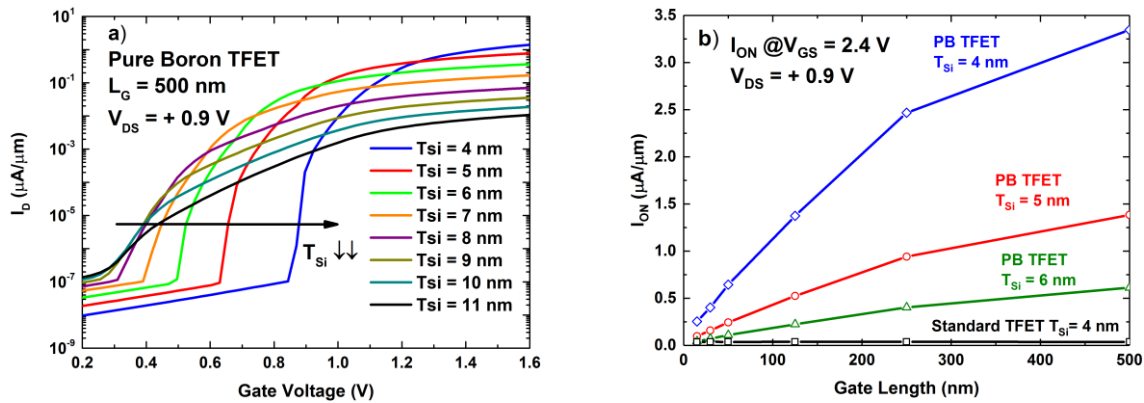 a)
Pure Boron TFET
L_G = 500 nm
V_DS = + 0.9 V
I_D (μA/μm)
10^1
10^-1
10^-3
10^-5
10^-7
10^-9
0.2 0.4 0.6 0.8 1.0 1.2 1.4 1.6
Gate Voltage (V)
Tsi = 4 nm
Tsi = 5 nm
Tsi = 6 nm
Tsi = 7 nm
Tsi = 8 nm
Tsi = 9 nm
Tsi = 10 nm
Tsi = 11 nm
T_Si ↓↓
b)
I_ON @V_GS = 2.4 V
V_DS = + 0.9 V
PB TFET
T_Si = 4 nm
PB TFET
T_Si = 5 nm
PB TFET
T_Si = 6 nm
Standard TFET T_Si= 4 nm
I_ON (μA/μm)
3.5
3.0
2.5
2.0
1.5
1.0
0.5
0.0
0 100 200 300 400 500
Gate Length (nm)